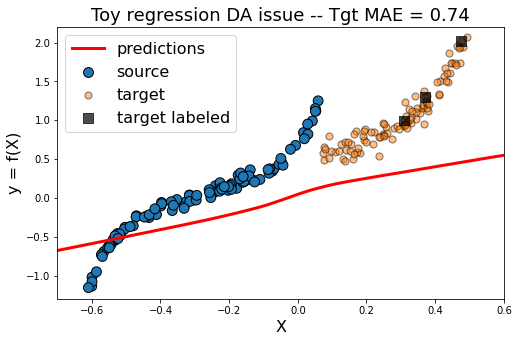 Toy regression DA issue -- Tgt MAE = 0.74
predictions
source
target
target labeled
y = f(X)
2.0
1.5
1.0
0.5
0.0
−0.5
−1.0
−0.6
−0.4
−0.2
0.0
0.2
0.4
0.6
X